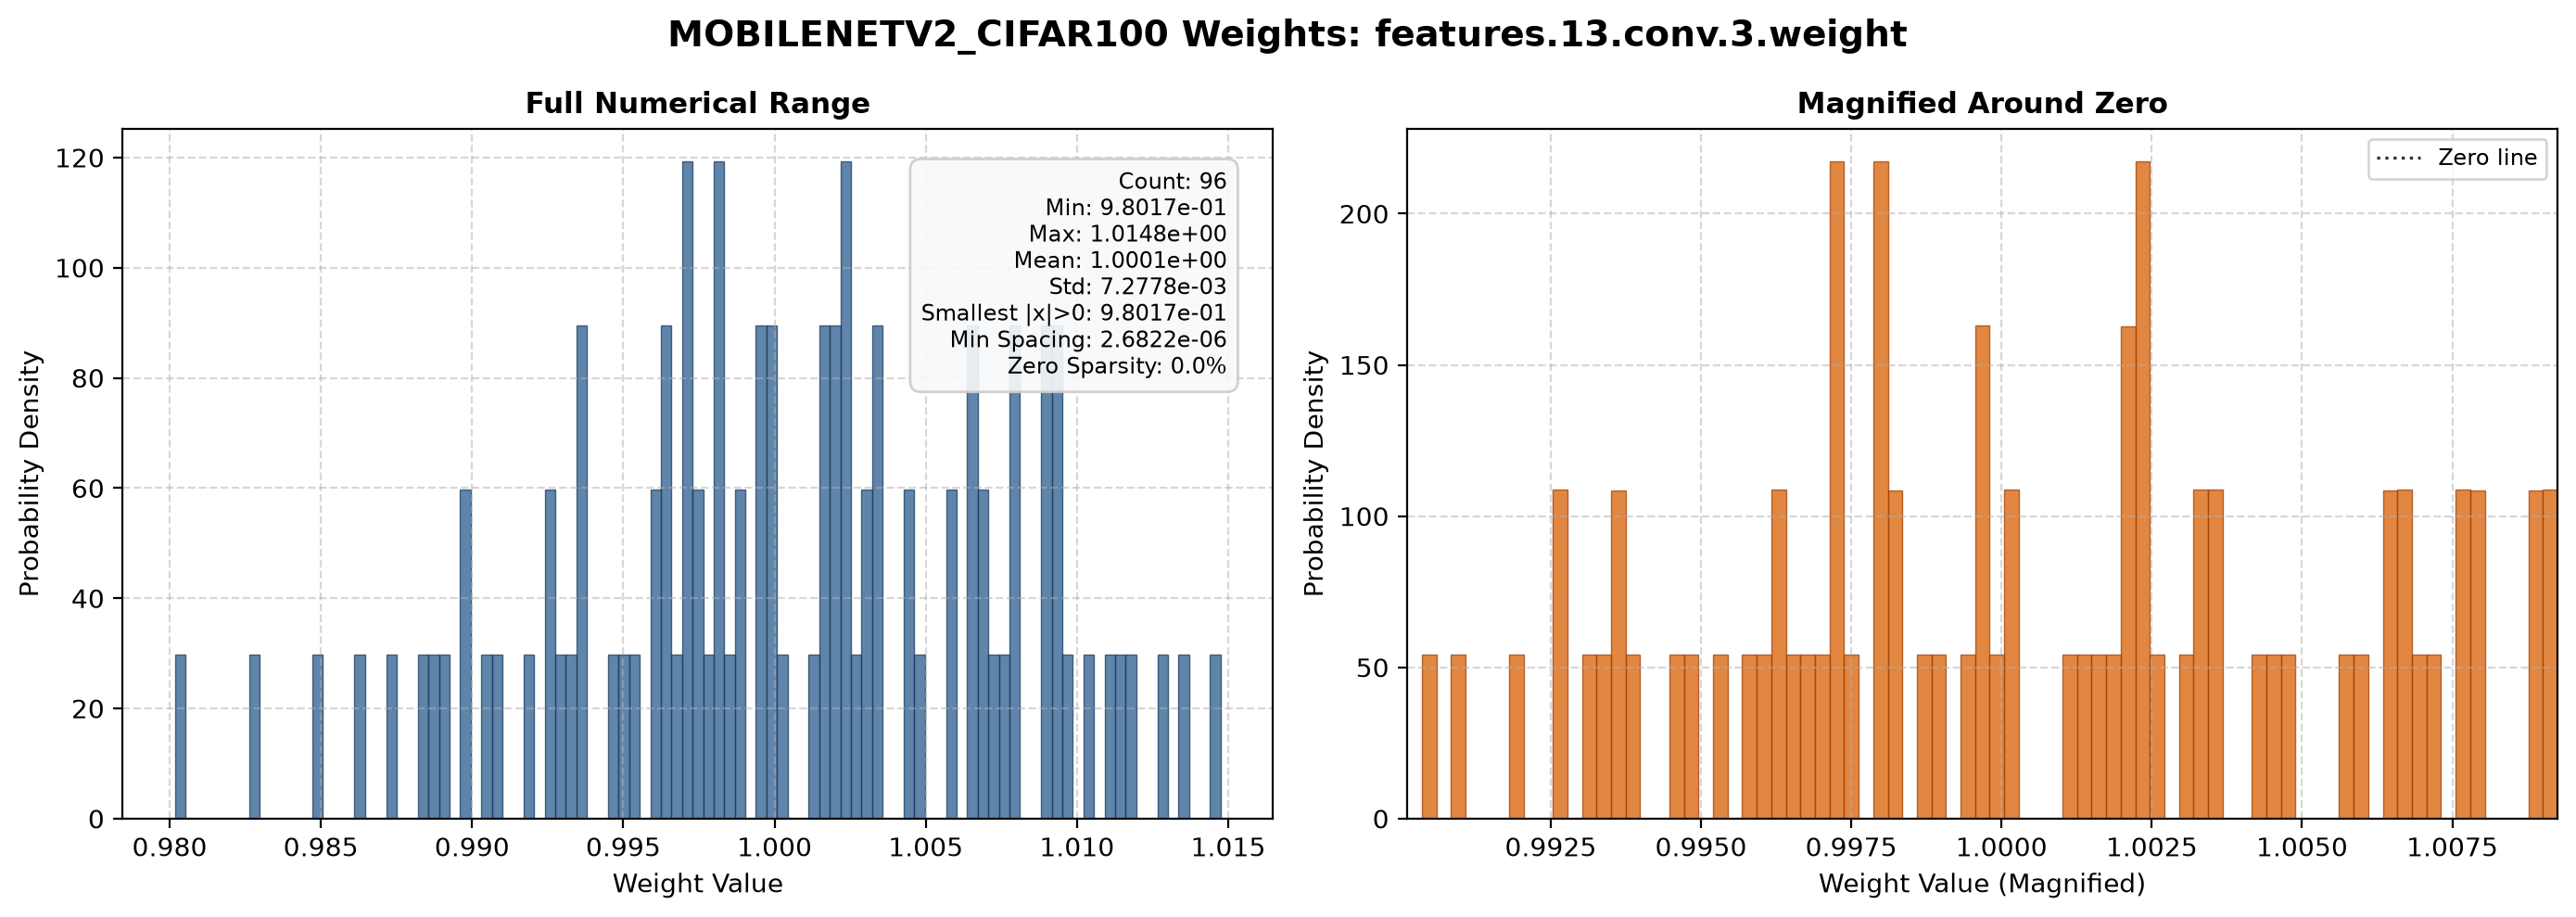 MOBILENETV2_CIFAR100 Weights: features.13.conv.3.weight
Full Numerical Range
Probability Density
120
100
80
60
40
20
0
Count: 96
Min: 9.8017e-01
Max: 1.0148e+00
Mean: 1.0001e+00
Std: 7.2778e-03
Smallest |x|>0: 9.8017e-01
Min Spacing: 2.6822e-06
Zero Sparsity: 0.0%
0.980 0.985 0.990 0.995 1.000 1.005 1.010 1.015
Weight Value
Magnified Around Zero
Zero line
Probability Density
200
150
100
50
0
0.9925 0.9950 0.9975 1.0000 1.0025 1.0050 1.0075
Weight Value (Magnified)